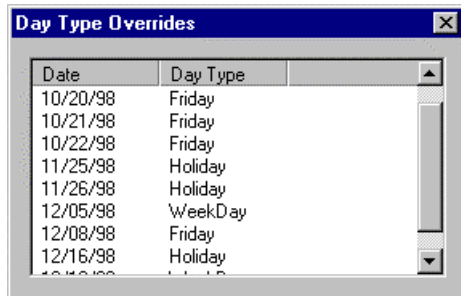 Day Type Overrides
Date Day Type
10/20/98 Friday
10/21/98 Friday
10/22/98 Friday
11/25/98 Holiday
11/26/98 Holiday
12/05/98 WeekDay
12/08/98 Friday
12/16/98 Holiday